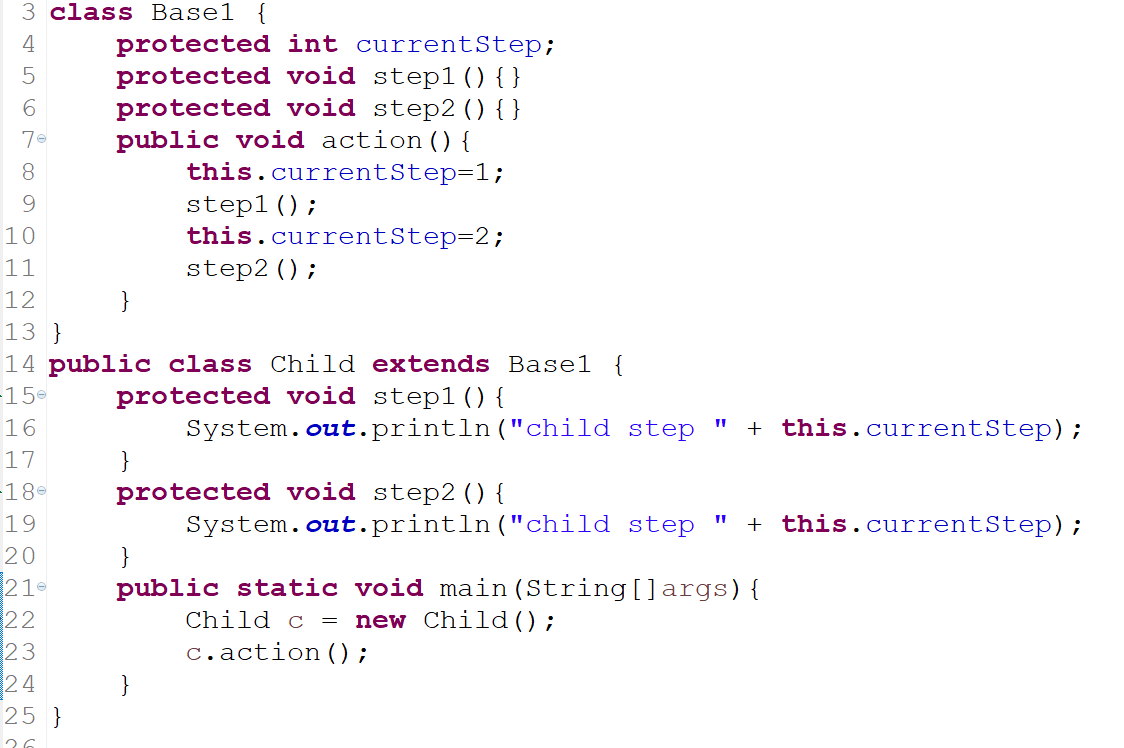 3 class Base1 {
4     protected int currentStep;
5     protected void step1(){}
6     protected void step2(){}
7     public void action(){
8         this.currentStep=1;
9         step1();
10         this.currentStep=2;
11         step2();
12     }
13 }
14 public class Child extends Base1 {
15     protected void step1(){
16         System.out.println("child step " + this.currentStep);
17     }
18     protected void step2(){
19         System.out.println("child step " + this.currentStep);
20     }
21     public static void main(String[]args){
22         Child c = new Child();
23         c.action();
24     }
25 }
26